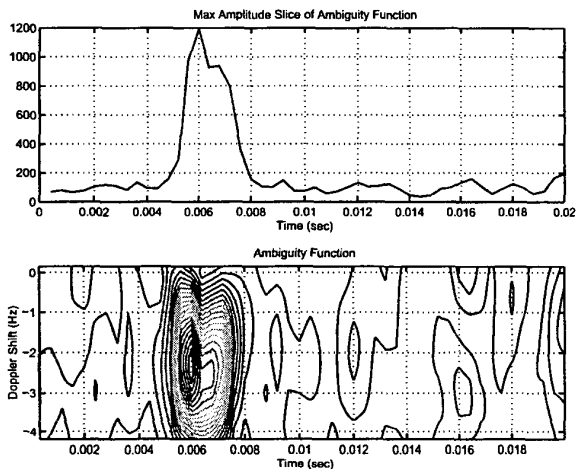 Max Amplitude Slice of Ambiguity Function
1200
1000
800
600
400
200
0
0 0.002 0.004 0.006 0.008 0.01 0.012 0.014 0.016 0.018 0.02
Time (sec)
Ambiguity Function
Doppler Shift (Hz)
0
−1
−2
−3
−4
0.002 0.004 0.006 0.008 0.01 0.012 0.014 0.016 0.018
Time (sec)